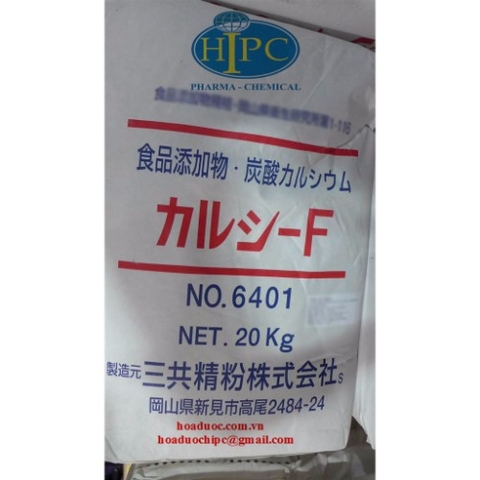 HIPC
PHARMA - CHEMICAL
食品添加物・炭酸カルシウム
カルシーF
NO.6401
NET. 20Kg
製造元 三共精粉株式会社s
岡山県新見市高尾2484-24
hoaduoc.com.vn
hoaduochipc@gmail.com